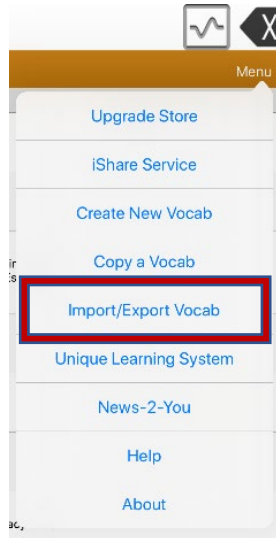 X
Menu
Upgrade Store
iShare Service
Create New Vocab
Copy a Vocab
Import/Export Vocab
Unique Learning System
News-2-You
Help
About